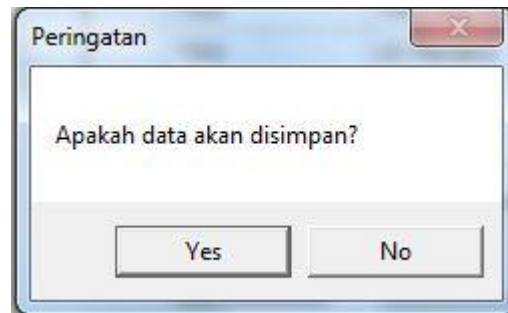 Peringatan
Apakah data akan disimpan?
Yes
No